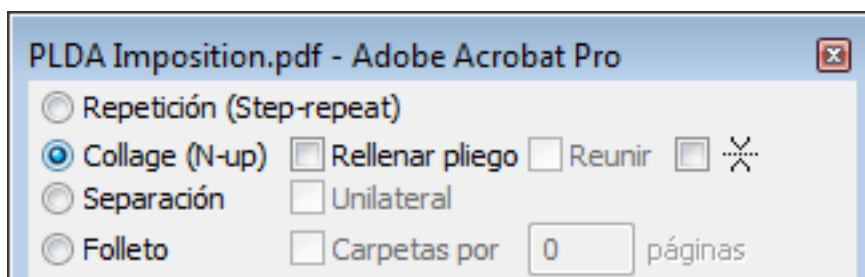 PLDA Imposition.pdf - Adobe Acrobat Pro
Repetición (Step-repeat)
Collage (N-up) Rellenar pliego Reunir
Separación Unilateral
Folleto Carpetas por 0 páginas